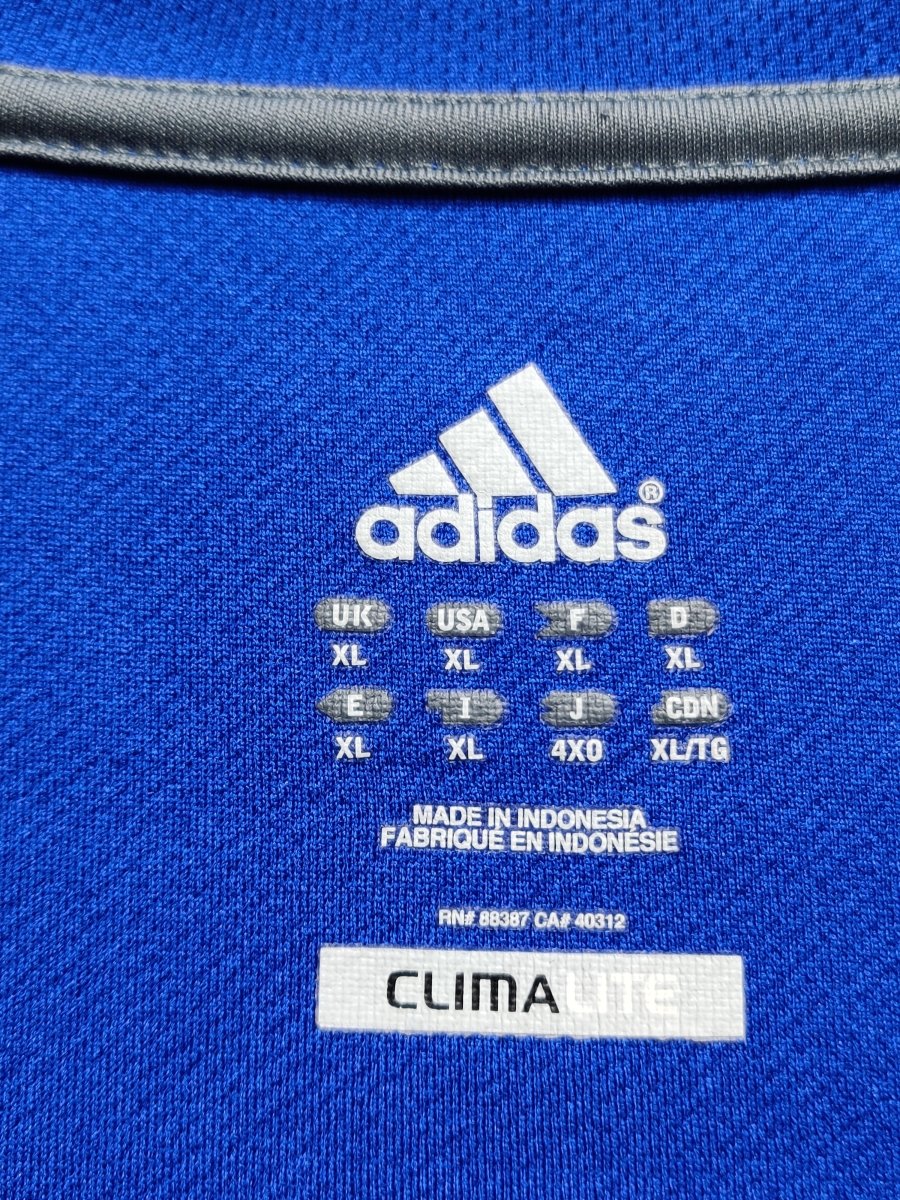 adidas®
UK USA F D
XL XL XL XL
E I J CDN
XL XL 4XO XL/TG
MADE IN INDONESIA
FABRIQUÉ EN INDONÉSIE
RN# 88387 CA# 40312
CLIMALITE